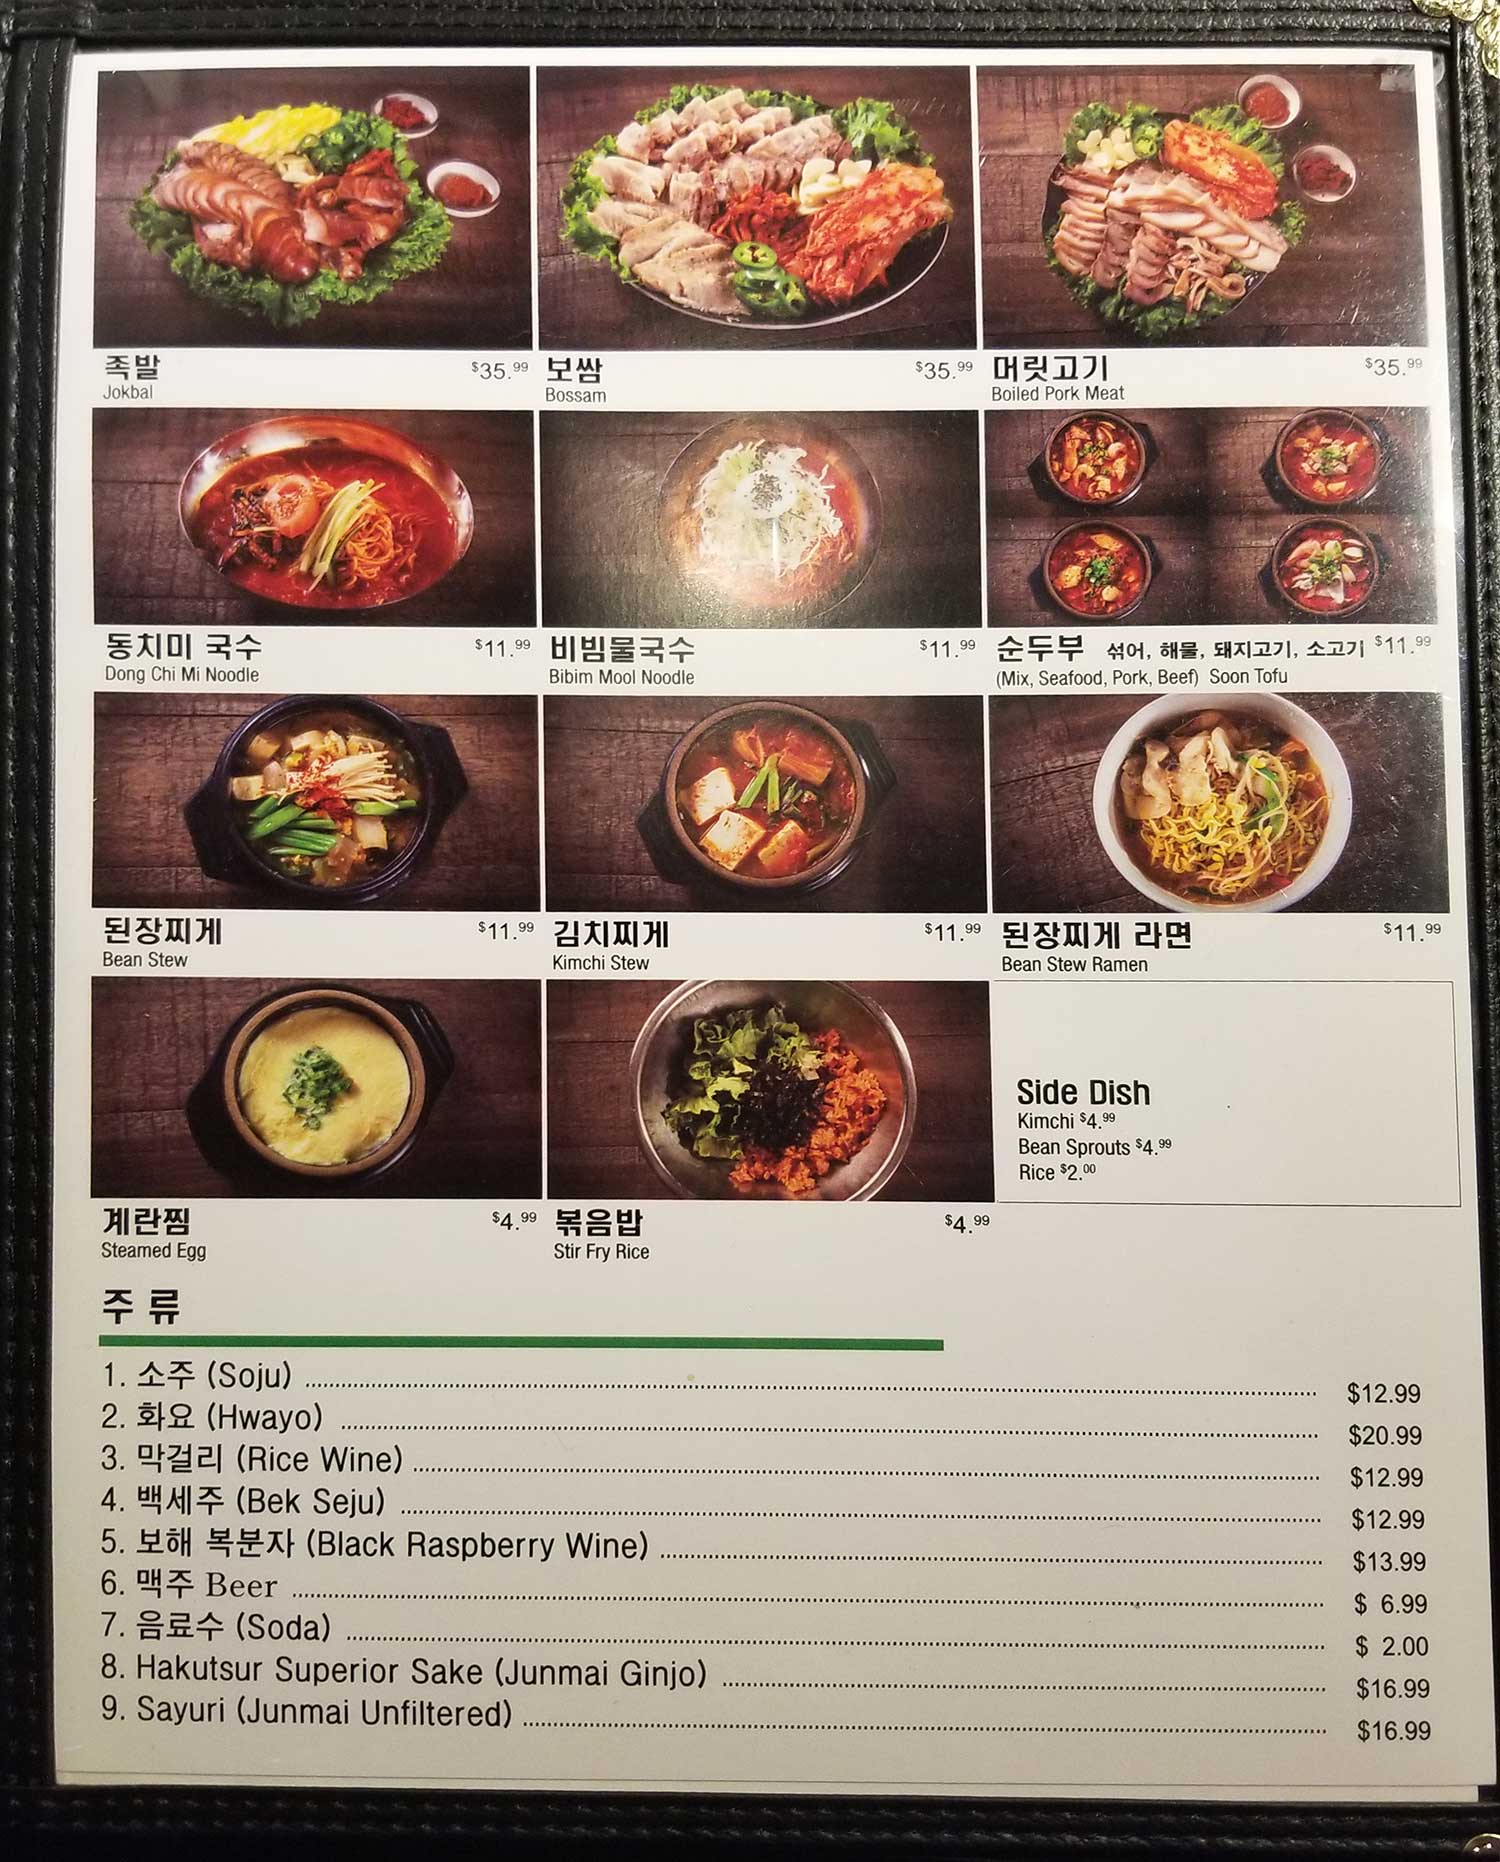 족발 $35.99
Jokbal
보쌈 $35.99
Bossam
머릿고기 $35.99
Boiled Pork Meat
동치미 국수 $11.99
Dong Chi Mi Noodle
비빔물국수 $11.99
Bibim Mool Noodle
순두부 섞어, 해물, 돼지고기, 소고기 $11.99
(Mix, Seafood, Pork, Beef) Soon Tofu
된장찌게 $11.99
Bean Stew
김치찌게 $11.99
Kimchi Stew
된장찌게 라면 $11.99
Bean Stew Ramen
계란찜 $4.99
Steamed Egg
볶음밥 $4.99
Stir Fry Rice
Side Dish
Kimchi $4.99
Bean Sprouts $4.99
Rice $2.00
주 류
1. 소주 (Soju) $12.99
2. 화요 (Hwayo) $20.99
3. 막걸리 (Rice Wine) $12.99
4. 백세주 (Bek Seju) $12.99
5. 보해 복분자 (Black Raspberry Wine) $13.99
6. 맥주 Beer $ 6.99
7. 음료수 (Soda) $ 2.00
8. Hakutsur Superior Sake (Junmai Ginjo) $16.99
9. Sayuri (Junmai Unfiltered) $16.99